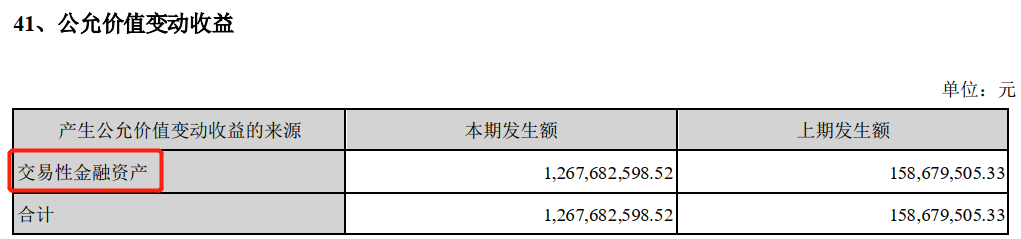 41、公允价值变动收益
单位：元
产生公允价值变动收益的来源 本期发生额 上期发生额
交易性金融资产 1,267,682,598.52 158,679,505.33
合计 1,267,682,598.52 158,679,505.33